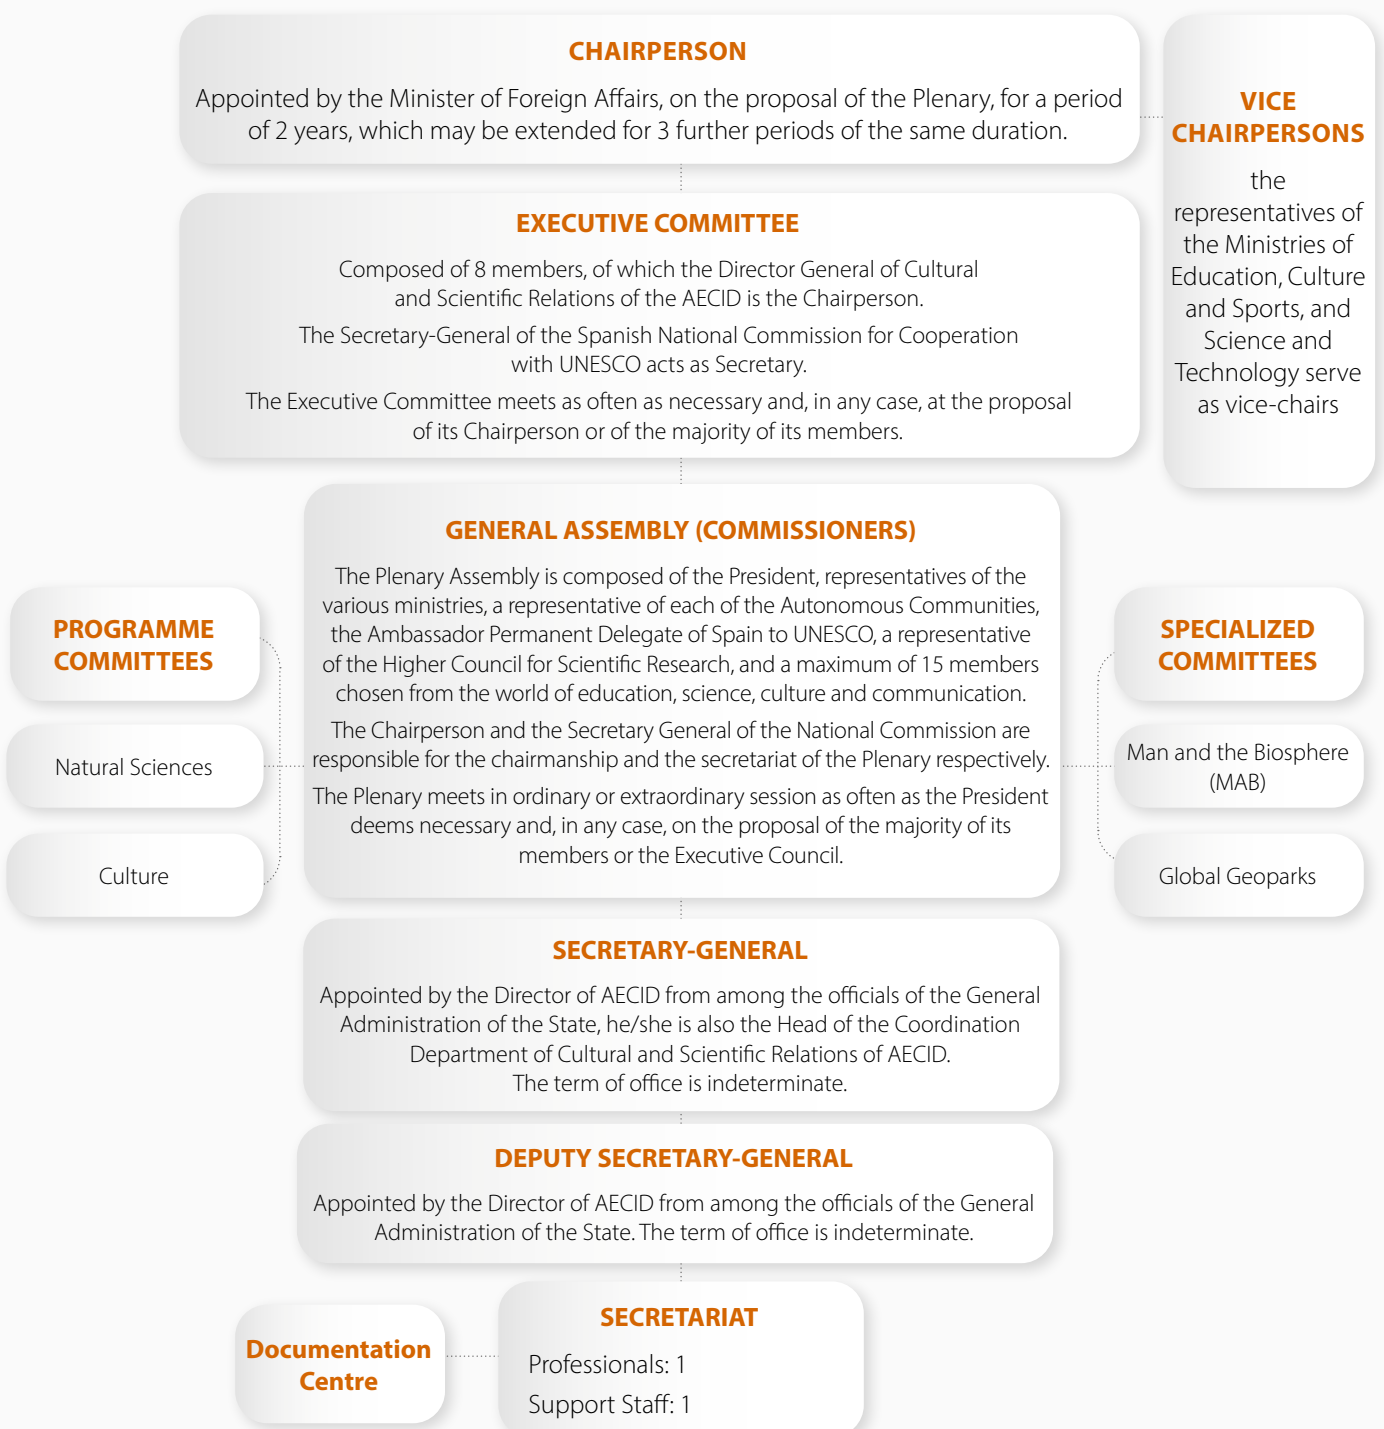 CHAIRPERSON
Appointed by the Minister of Foreign Affairs, on the proposal of the Plenary, for a period
of 2 years, which may be extended for 3 further periods of the same duration.
VICE
CHAIRPERSONS
the
representatives of
the Ministries of
Education, Culture
and Sports, and
Science and
Technology serve
as vice-chairs
EXECUTIVE COMMITTEE
Composed of 8 members, of which the Director General of Cultural
and Scientific Relations of the AECID is the Chairperson.
The Secretary-General of the Spanish National Commission for Cooperation
with UNESCO acts as Secretary.
The Executive Committee meets as often as necessary and, in any case, at the proposal
of its Chairperson or of the majority of its members.
GENERAL ASSEMBLY (COMMISSIONERS)
The Plenary Assembly is composed of the President, representatives of the
various ministries, a representative of each of the Autonomous Communities,
the Ambassador Permanent Delegate of Spain to UNESCO, a representative
of the Higher Council for Scientific Research, and a maximum of 15 members
chosen from the world of education, science, culture and communication.
The Chairperson and the Secretary General of the National Commission are
responsible for the chairmanship and the secretariat of the Plenary respectively.
The Plenary meets in ordinary or extraordinary session as often as the President
deems necessary and, in any case, on the proposal of the majority of its
members or the Executive Council.
PROGRAMME
COMMITTEES
Natural Sciences
Culture
SPECIALIZED
COMMITTEES
Man and the Biosphere
(MAB)
Global Geoparks
SECRETARY-GENERAL
Appointed by the Director of AECID from among the officials of the General
Administration of the State, he/she is also the Head of the Coordination
Department of Cultural and Scientific Relations of AECID.
The term of office is indeterminate.
DEPUTY SECRETARY-GENERAL
Appointed by the Director of AECID from among the officials of the General
Administration of the State. The term of office is indeterminate.
Documentation
Centre
SECRETARIAT
Professionals: 1
Support Staff: 1